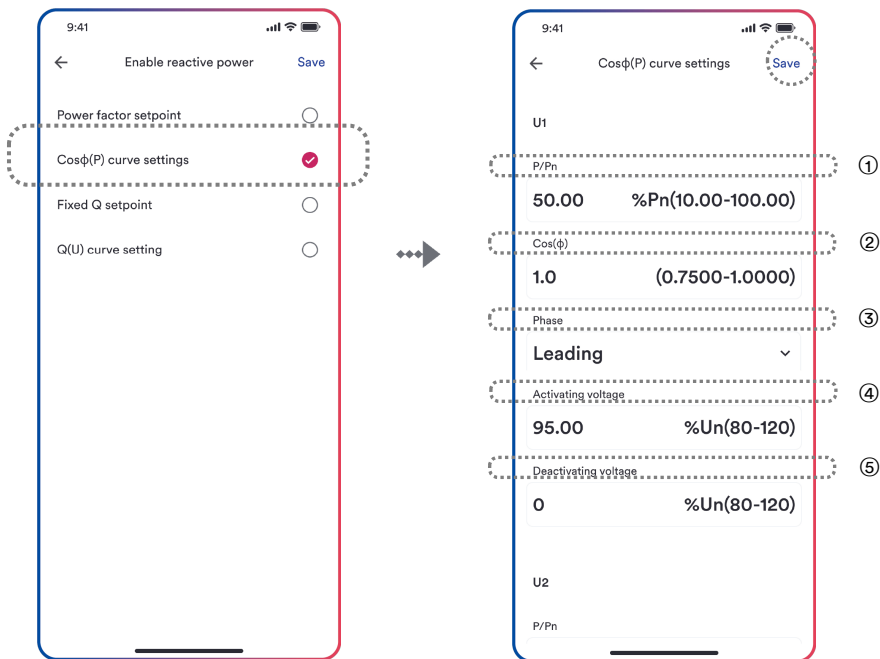 9:41
Enable reactive power Save
Power factor setpoint
Cosϕ(P) curve settings
Fixed Q setpoint
Q(U) curve setting
9:41
Cosϕ(P) curve settings Save
U1
P/Pn ①
50.00 %Pn(10.00-100.00)
Cos(ϕ) ②
1.0 (0.7500-1.0000)
Phase ③
Leading
Activating voltage ④
95.00 %Un(80-120)
Deactivating voltage ⑤
0 %Un(80-120)
U2
P/Pn